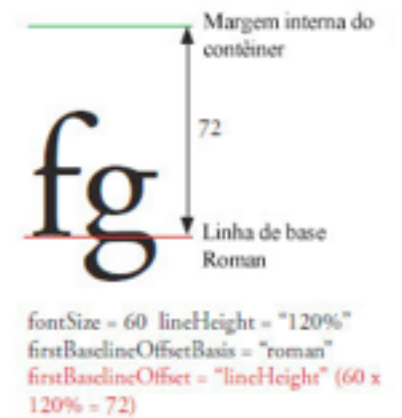 Margem interna do
contêiner
72
fg
Linha de base
Roman
fontSize = 60 lineHeight = "120%"
firstBaselineOffsetBasis = "roman"
firstBaselineOffset = "lineHeight" (60 x
120% = 72)